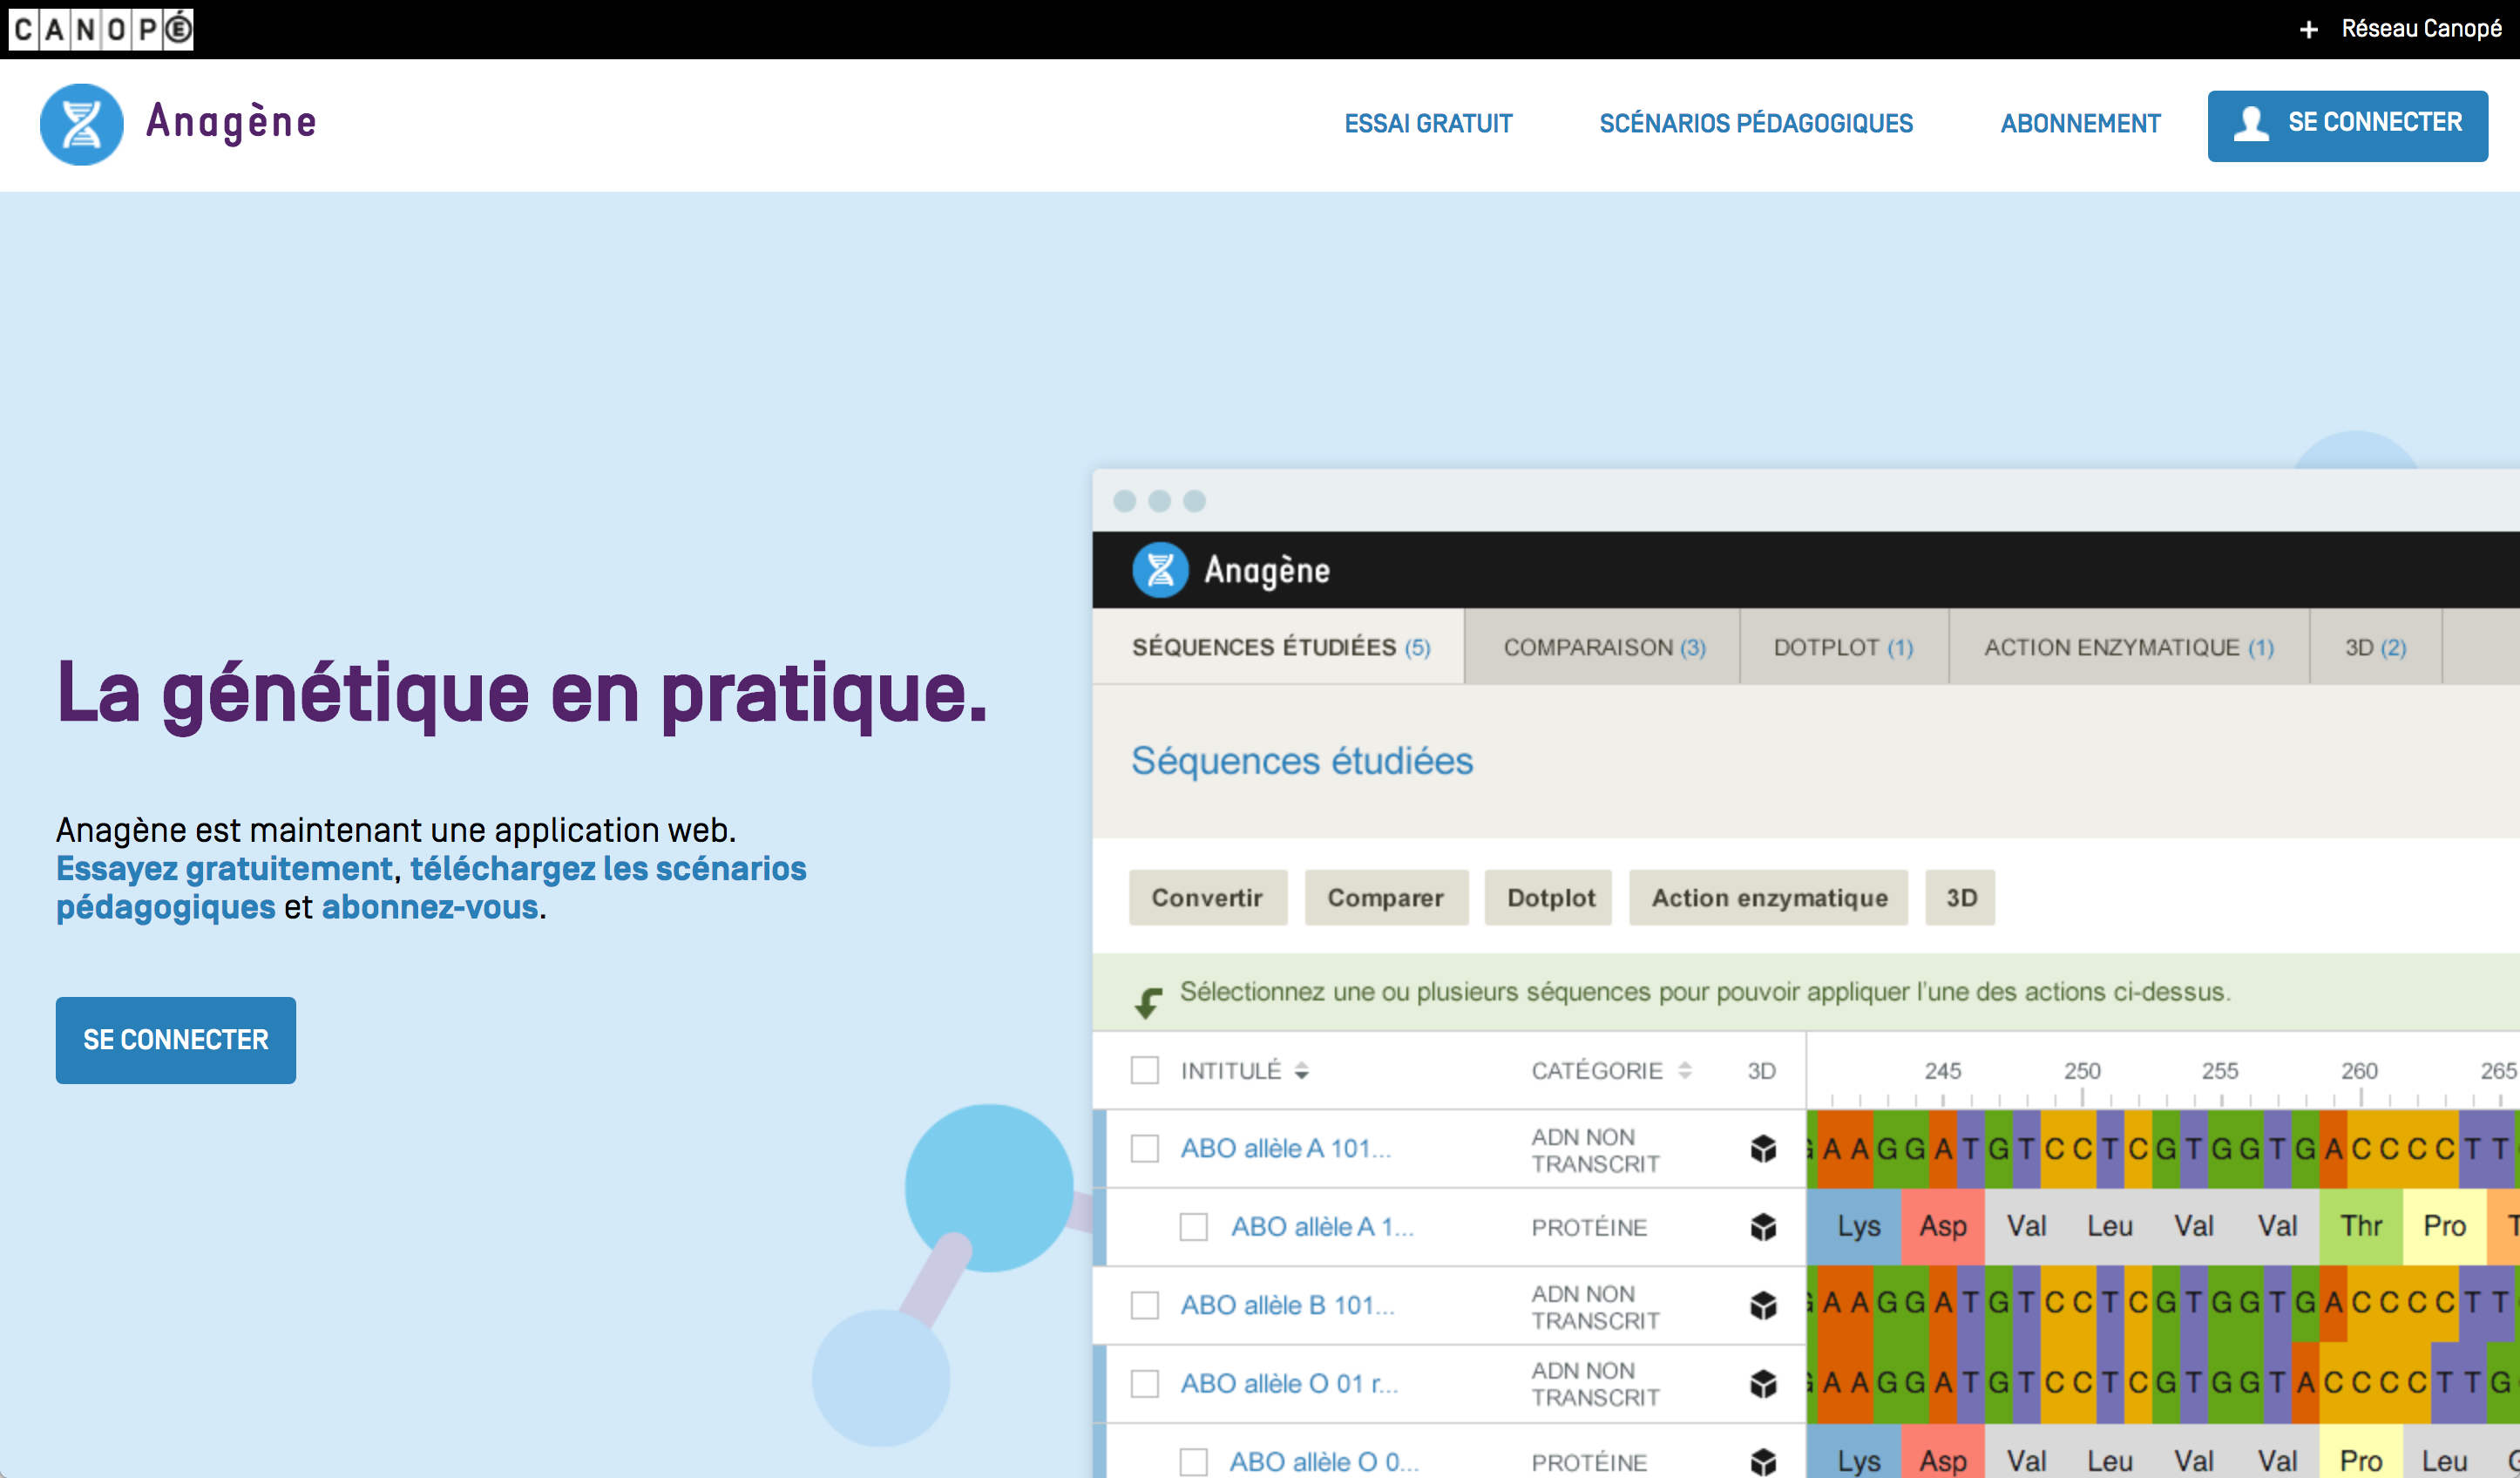 CANOPÉ
+ Réseau Canopé
Anagène
ESSAI GRATUIT
SCÉNARIOS PÉDAGOGIQUES
ABONNEMENT
SE CONNECTER
La génétique en pratique.
Anagène est maintenant une application web.
Essayez gratuitement, téléchargez les scénarios
pédagogiques et abonnez-vous.
SE CONNECTER
Anagène
SÉQUENCES ÉTUDIÉES (5)
COMPARAISON (3)
DOTPLOT (1)
ACTION ENZYMATIQUE (1)
3D (2)
Séquences étudiées
Convertir
Comparer
Dotplot
Action enzymatique
3D
Sélectionnez une ou plusieurs séquences pour pouvoir appliquer l'une des actions ci-dessus.
INTITULÉ CATÉGORIE 3D 245 250 255 260 265
ABO allèle A 101...
ADN NON
TRANSCRIT
A A G G A T G T C C T C G T G G T G A C C C C T T
ABO allèle A 1... PROTÉINE Lys Asp Val Leu Val Val Thr Pro
ABO allèle B 101...
ADN NON
TRANSCRIT
A A G G A T G T C C T C G T G G T G A C C C C T T
ABO allèle O 01 r...
ADN NON
TRANSCRIT
A A G G A T G T C C T C G T G G T A C C C C T T G
ABO allèle O 0... PROTÉINE Lys Asp Val Leu Val Val Pro Leu